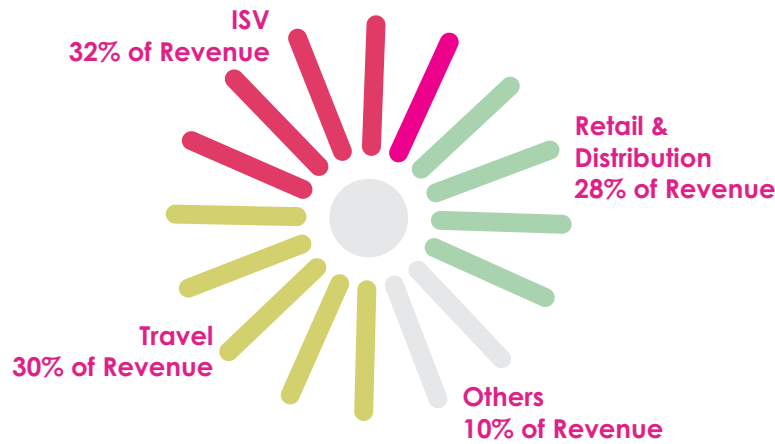 ISV
32% of Revenue
Retail &
Distribution
28% of Revenue
Travel
30% of Revenue
Others
10% of Revenue